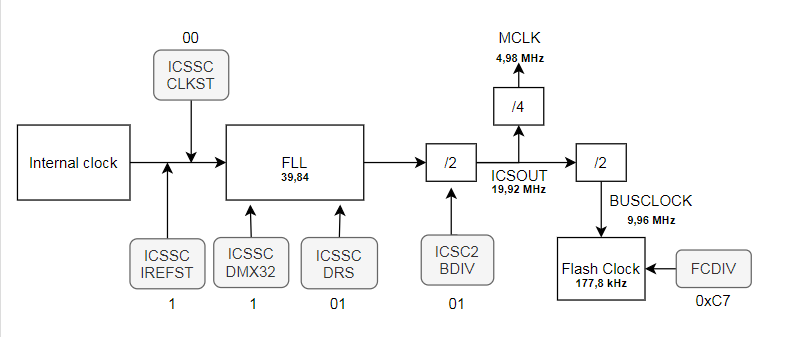 MCLK
4,98 MHz
00
ICSSC
CLKST
/4
Internal clock
FLL
39,84
/2
/2
ICSOUT
19,92 MHz
BUSCLOCK
9,96 MHz
ICSSC
IREFST
ICSSC
DMX32
ICSSC
DRS
ICSC2
BDIV
Flash Clock
177,8 kHz
FCDIV
1
1
01
01
0xC7